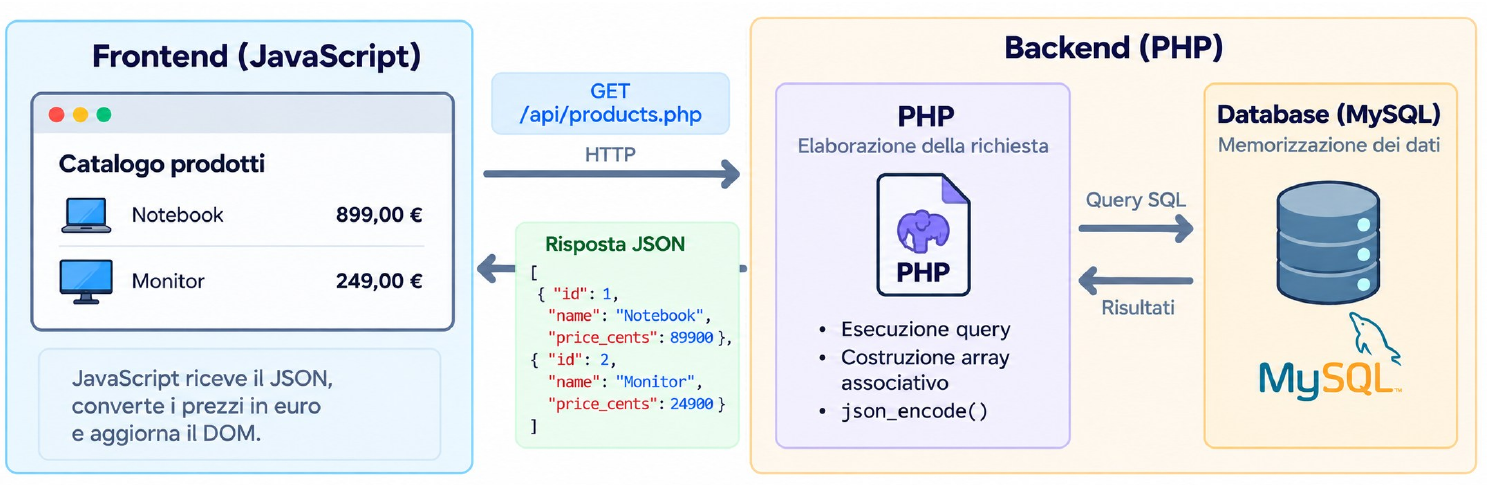 Frontend (JavaScript)
Catalogo prodotti
Notebook 899,00 €
Monitor 249,00 €
JavaScript riceve il JSON,
converte i prezzi in euro
e aggiorna il DOM.
GET
/api/products.php
HTTP
Risposta JSON
[
{ "id": 1,
"name": "Notebook",
"price_cents": 89900 },
{ "id": 2,
"name": "Monitor",
"price_cents": 24900 }
]
Backend (PHP)
PHP
Elaborazione della richiesta
PHP
• Esecuzione query
• Costruzione array
associativo
• json_encode()
Query SQL
Risultati
Database (MySQL)
Memorizzazione dei dati
MySQL™